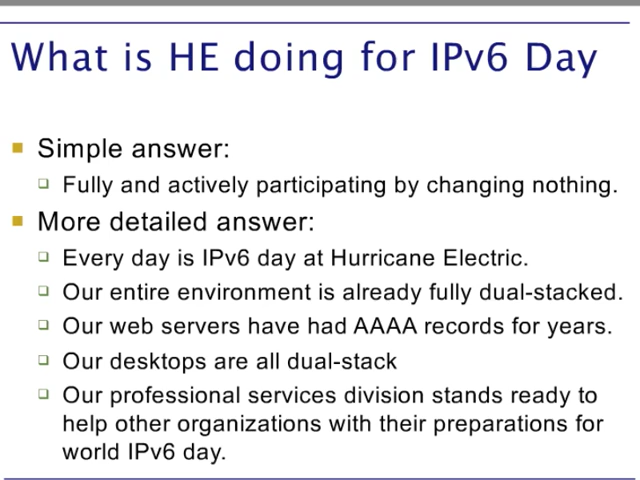 What is HE doing for IPv6 Day
Simple answer:
Fully and actively participating by changing nothing.
More detailed answer:
Every day is IPv6 day at Hurricane Electric.
Our entire environment is already fully dual-stacked.
Our web servers have had AAAA records for years.
Our desktops are all dual-stack
Our professional services division stands ready to
help other organizations with their preparations for
world IPv6 day.